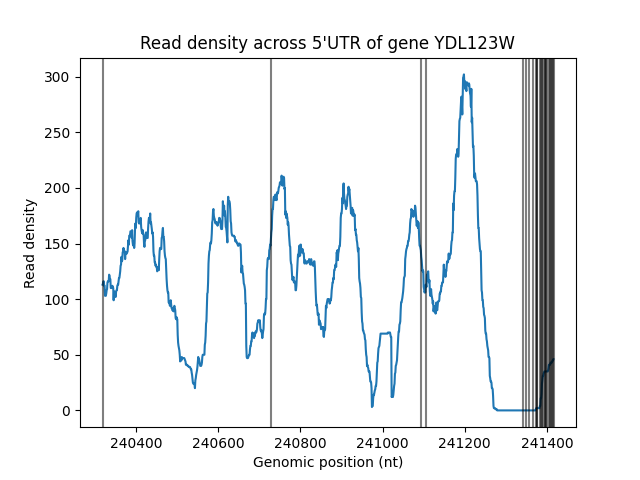 Read density across 5'UTR of gene YDL123W
Read density
300
250
200
150
100
50
0
240400 240600 240800 241000 241200 241400
Genomic position (nt)